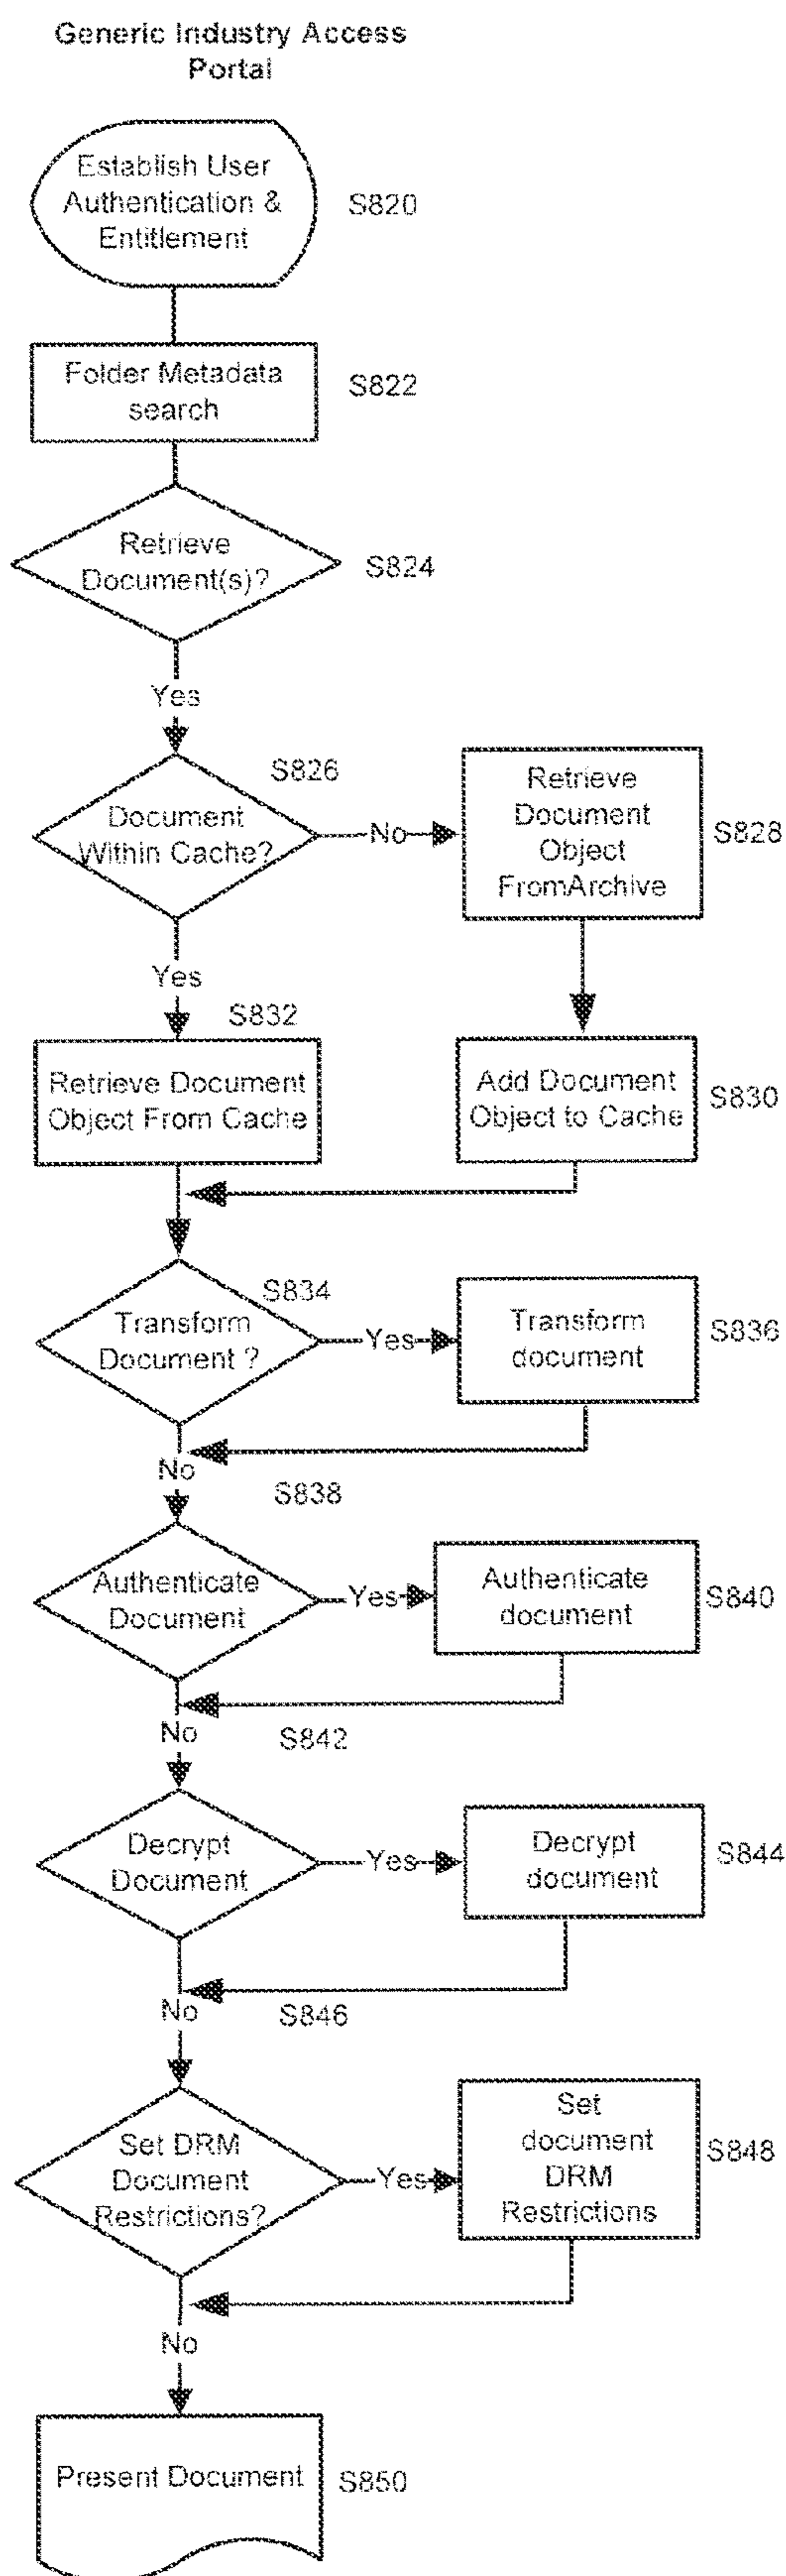 Generic Industry Access
Portal
Establish User
Authentication &
Entitlement
S820
Folder Metadata
search
S822
Retrieve
Document(s)?
S824
Yes
S826
Document
Within Cache?
No
Retrieve
Document
Object
FromArchive
S828
Yes
S832
Retrieve Document
Object From Cache
Add Document
Object to Cache
S830
S834
Transform
Document ?
Yes
Transform
document
S836
No
S838
Authenticate
Document
Yes
Authenticate
document
S840
No
S842
Decrypt
Document
Yes
Decrypt
document
S844
No
S846
Set DRM
Document
Restrictions?
Yes
Set
document
DRM
Restrictions
S848
No
Present Document
S850